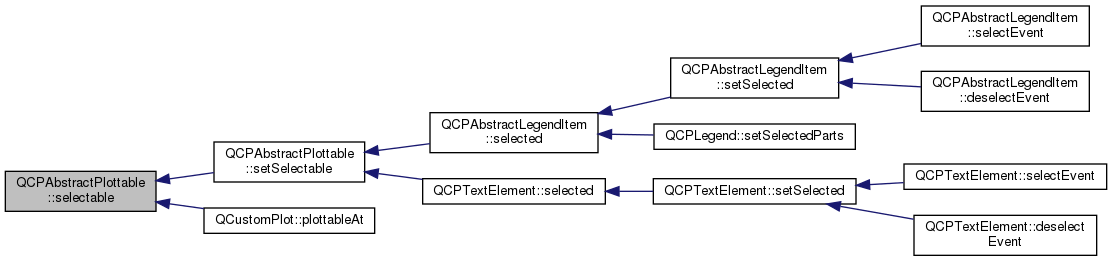 QCPAbstractPlottable
::selectable
QCPAbstractPlottable
::setSelectable
QCustomPlot::plottableAt
QCPAbstractLegendItem
::selected
QCPTextElement::selected
QCPAbstractLegendItem
::setSelected
QCPLegend::setSelectedParts
QCPTextElement::setSelected
QCPAbstractLegendItem
::selectEvent
QCPAbstractLegendItem
::deselectEvent
QCPTextElement::selectEvent
QCPTextElement::deselect
Event